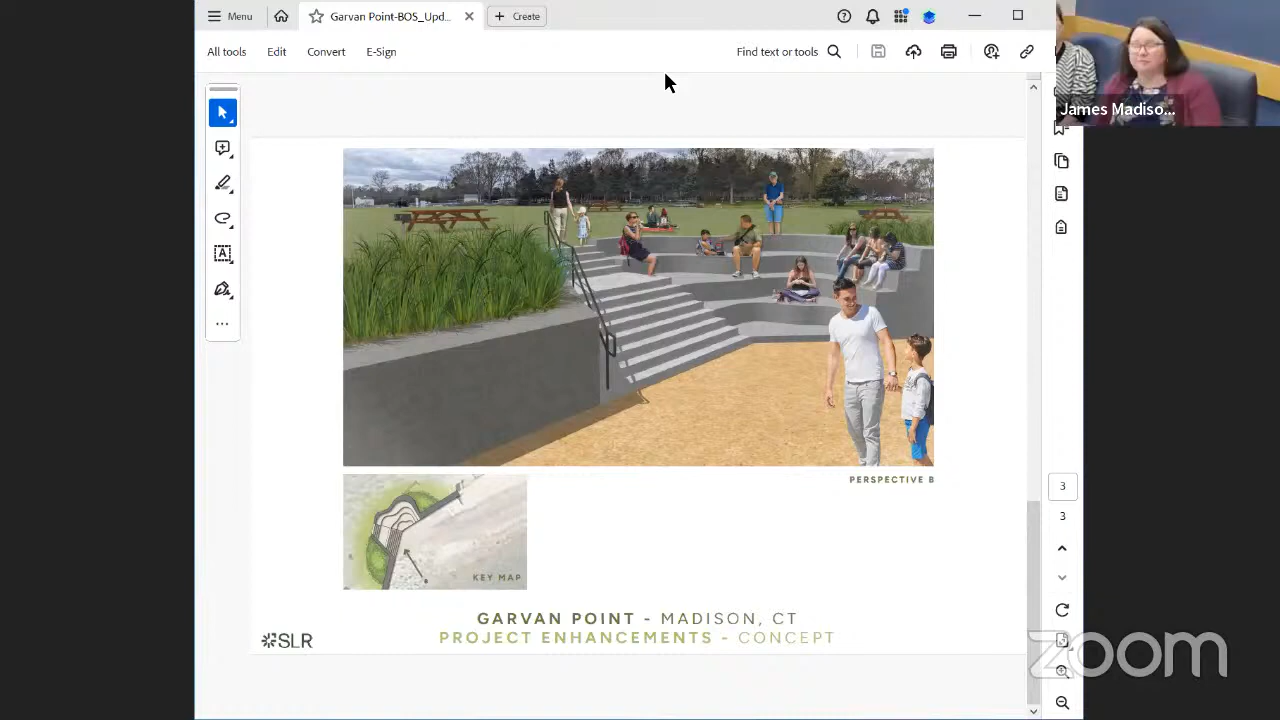 Menu
Garvan Point-BOS_Upd...
Create
All tools
Edit
Convert
E-Sign
Find text or tools
James Madiso...
PERSPECTIVE B
KEY MAP
3
3
GARVAN POINT - MADISON, CT
PROJECT ENHANCEMENTS - CONCEPT
SLR
zoom